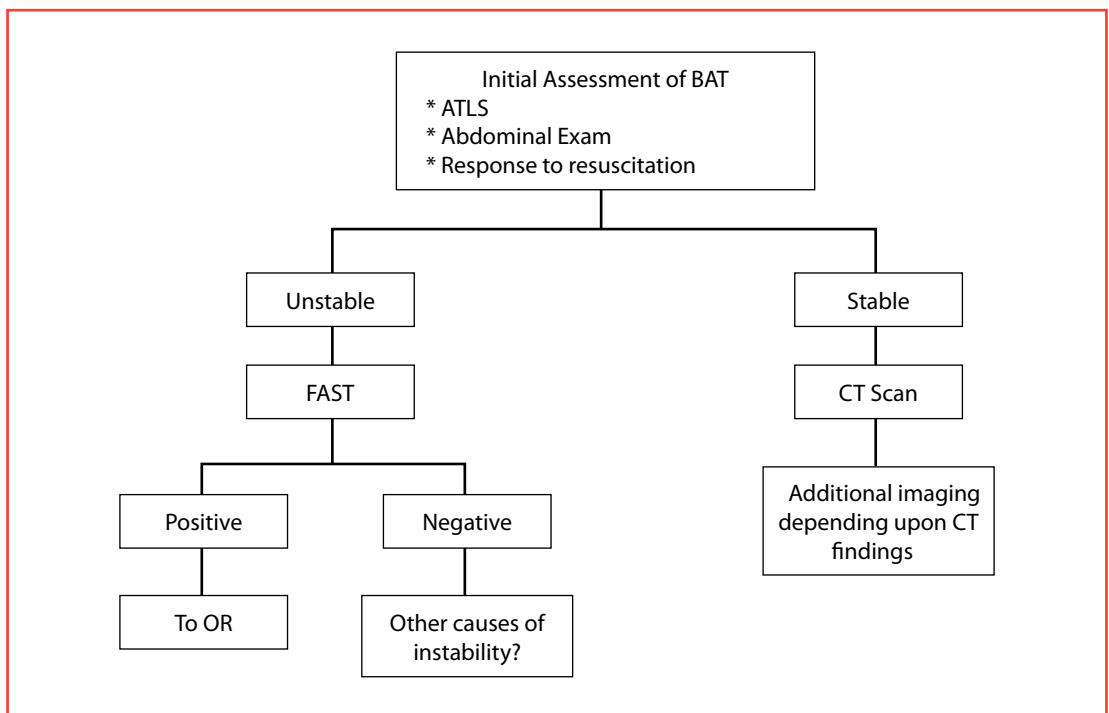 Initial Assessment of BAT
* ATLS
* Abdominal Exam
* Response to resuscitation
Unstable
Stable
FAST
CT Scan
Positive
Negative
Additional imaging
depending upon CT
findings
To OR
Other causes of
instability?